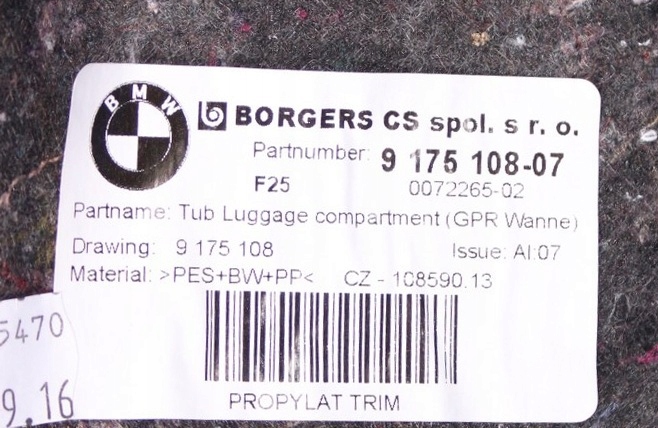 BMW
BORGERS CS spol. s r. o.
Partnumber: 9 175 108-07
F25 0072265-02
Partname: Tub Luggage compartment (GPR Wanne)
Drawing: 9 175 108 Issue: AI:07
Material: >PES+BW+PP< CZ - 108590.13
PROPYLAT TRIM
5470
9.16